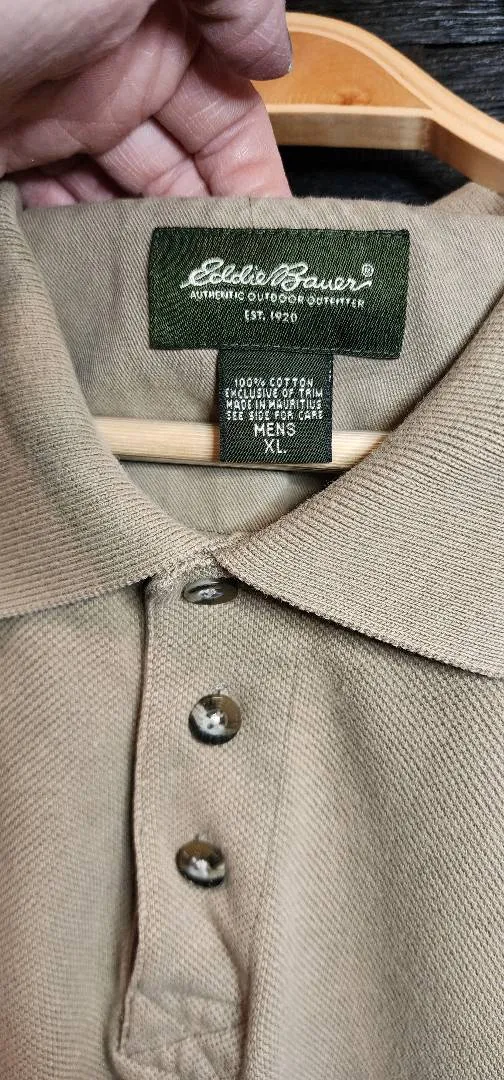 Eddie Bauer®
AUTHENTIC OUTDOOR OUTFITTER
EST. 1920
100% COTTON
EXCLUSIVE OF TRIM
MADE IN MAURITIUS
SEE SIDE FOR CARE
MENS
XL.